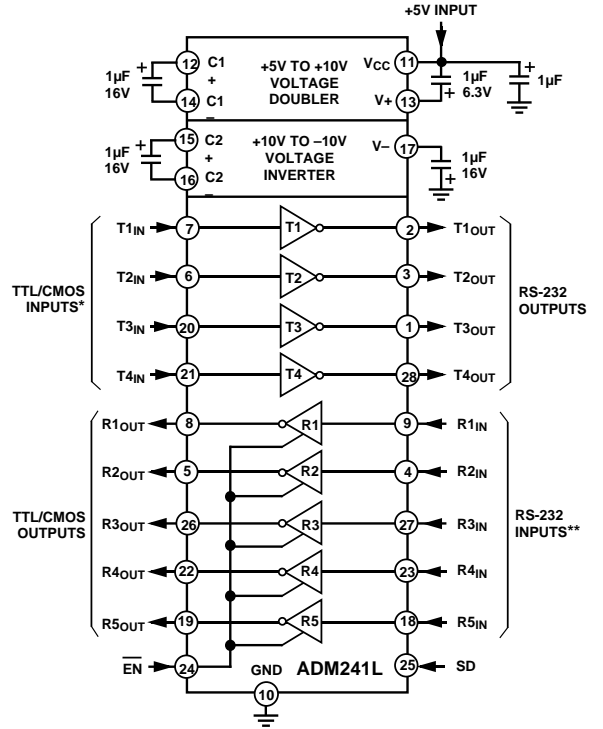 +5V INPUT
12 C1 +5V TO +10V VCC 11
1µF 16V + VOLTAGE DOUBLER 1µF 6.3V + 1µF
14 C1 V+ 13 +
–
15 C2 +10V TO –10V V– 17
1µF 16V + VOLTAGE INVERTER 1µF 16V +
16 C2
–
T1IN 7 T1 2 T1OUT
T2IN 6 T2 3 T2OUT
TTL/CMOS INPUTS* RS-232 OUTPUTS
T3IN 20 T3 1 T3OUT
T4IN 21 T4 28 T4OUT
R1OUT 8 R1 9 R1IN
R2OUT 5 R2 4 R2IN
TTL/CMOS OUTPUTS RS-232 INPUTS**
R3OUT 26 R3 27 R3IN
R4OUT 22 R4 23 R4IN
R5OUT 19 R5 18 R5IN
EN 24 GND ADM241L 25 SD
10